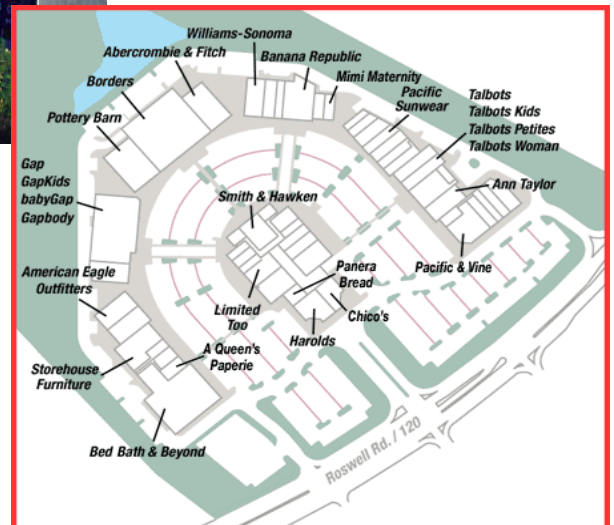 Williams-Sonoma
Abercrombie & Fitch
Banana Republic
Borders
Mimi Maternity
Pacific
Sunwear
Talbots
Talbots Kids
Talbots Petites
Talbots Woman
Pottery Barn
Gap
GapKids
babyGap
Gapbody
Ann Taylor
Smith & Hawken
American Eagle
Outfitters
Panera
Bread
Pacific & Vine
Limited
Too
Chico's
Harolds
A Queen's
Paperie
Storehouse
Furniture
Bed Bath & Beyond
Roswell Rd. / 120